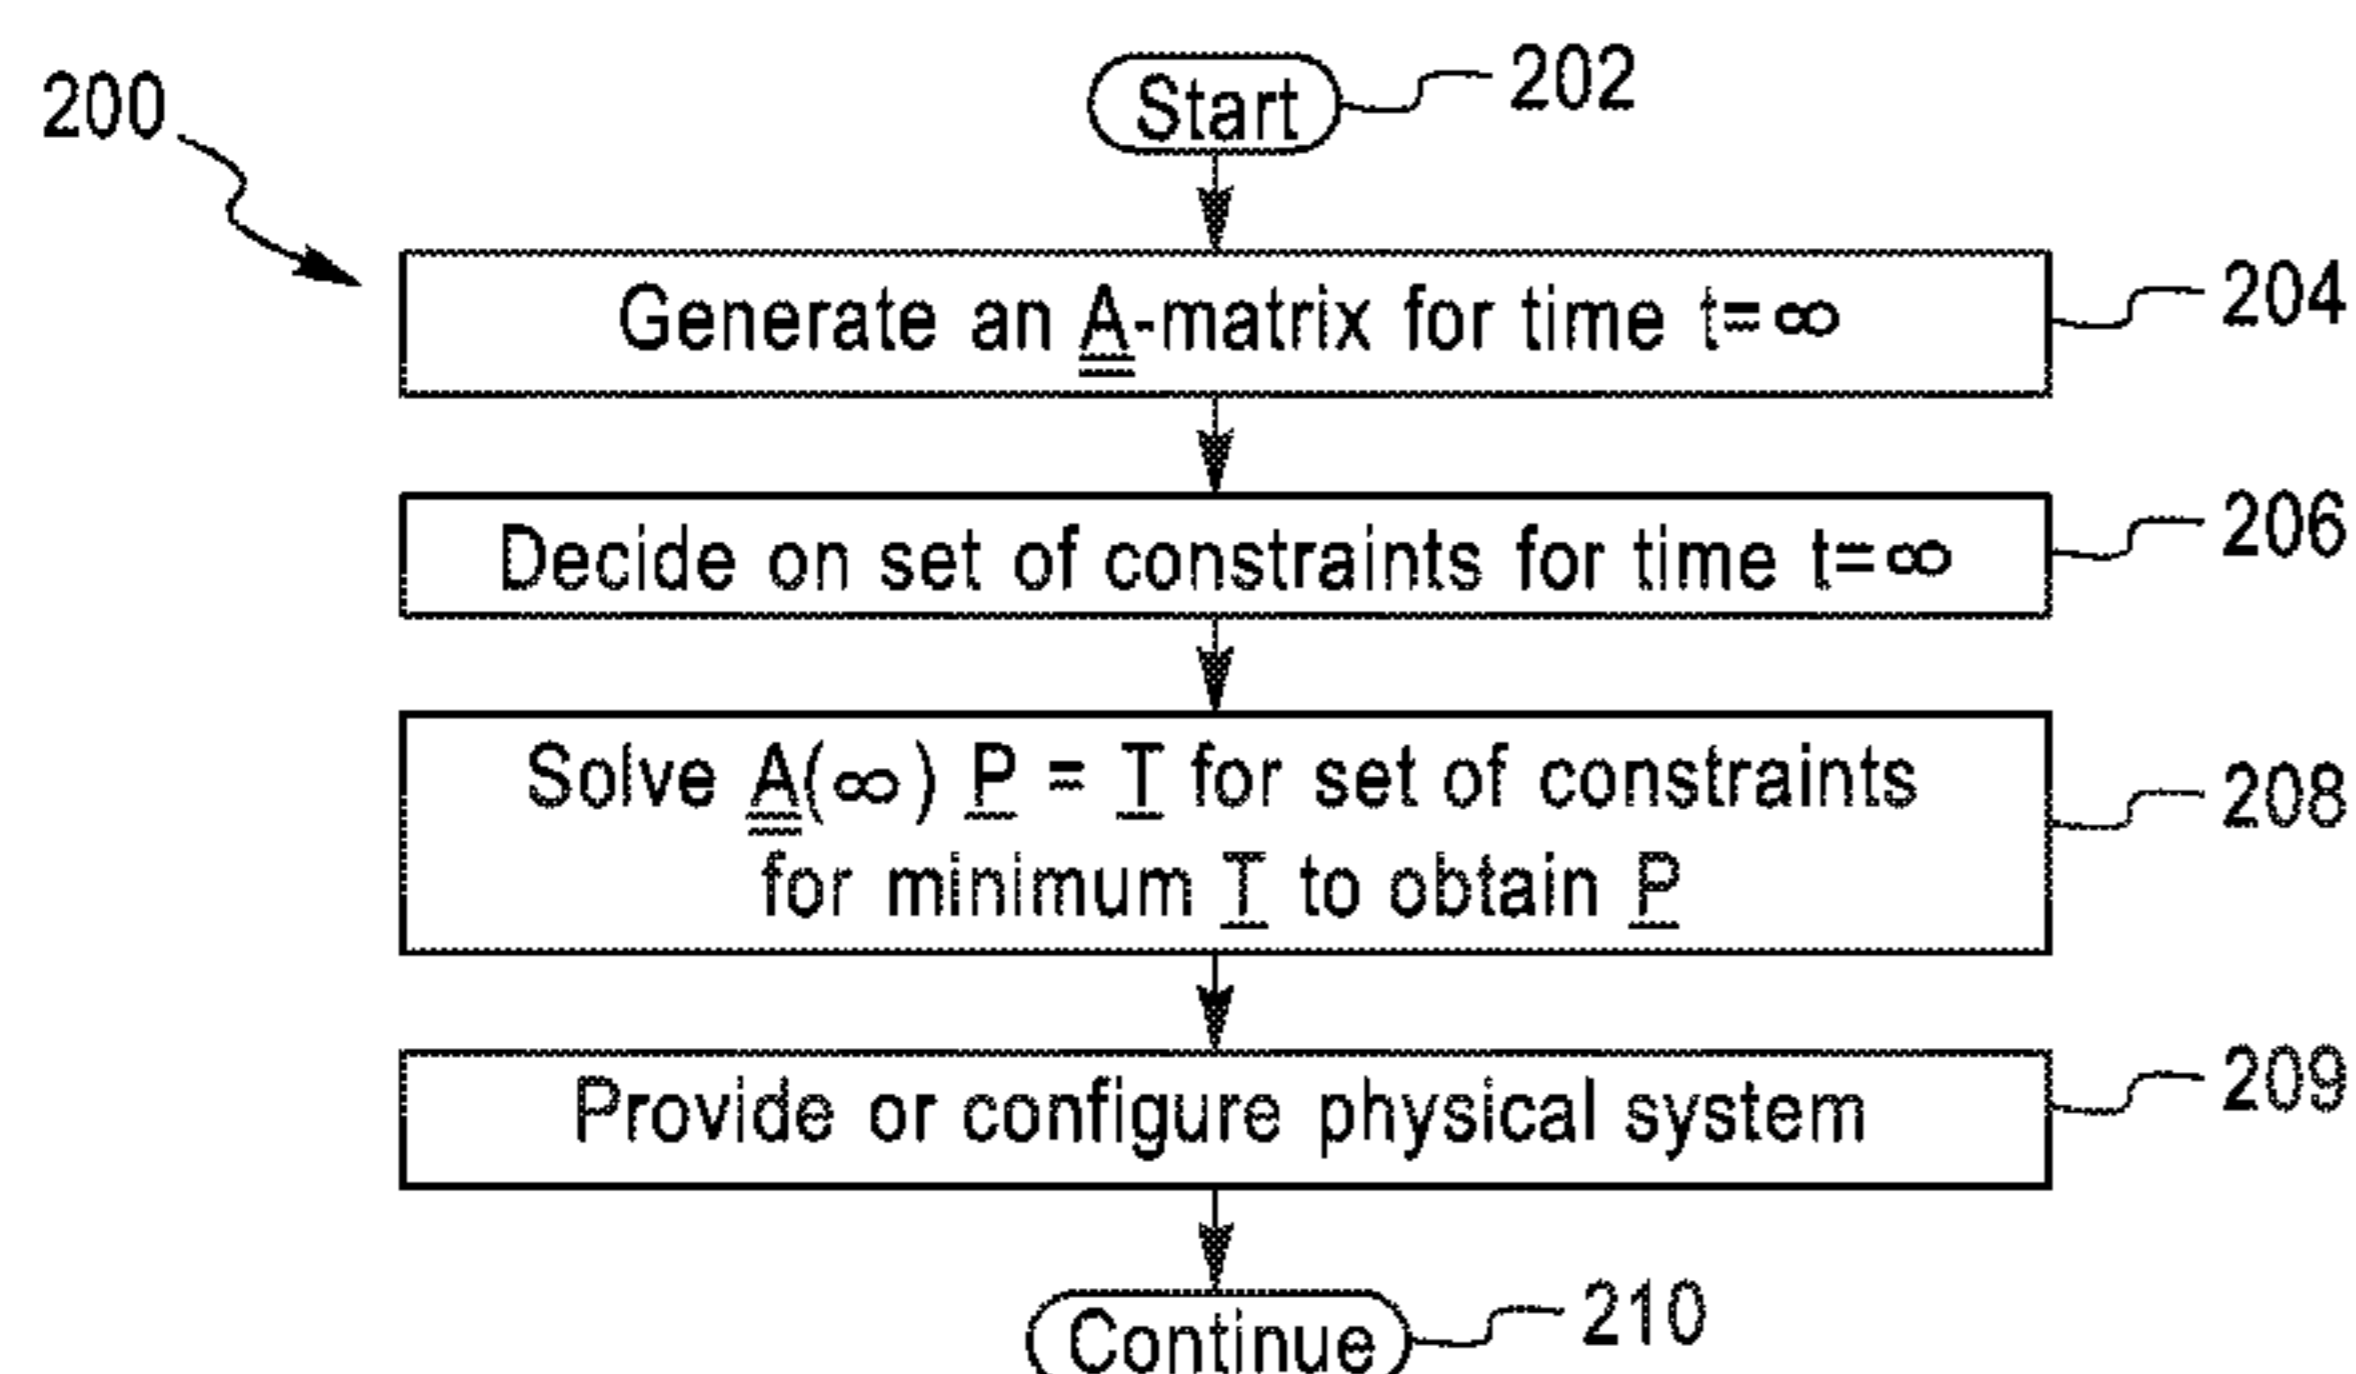 200
Start
202
Generate an A-matrix for time t=∞
204
Decide on set of constraints for time t=∞
206
Solve A(∞) P = T for set of constraints
for minimum T to obtain P
208
Provide or configure physical system
209
Continue
210